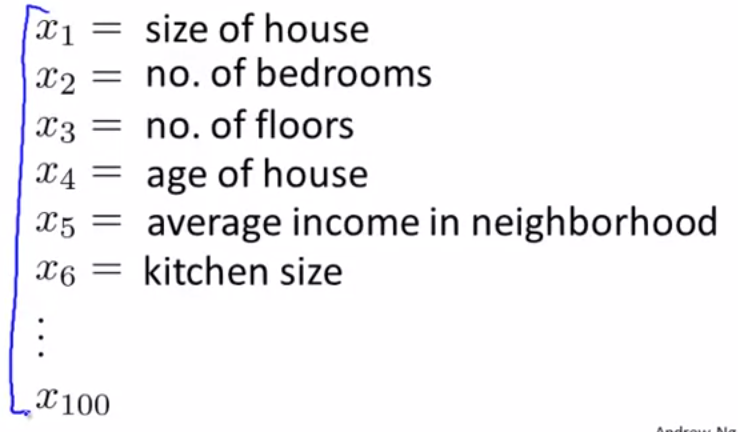 x₁ = size of house
x₂ = no. of bedrooms
x₃ = no. of floors
x₄ = age of house
x₅ = average income in neighborhood
x₆ = kitchen size
⋮
x₁₀₀